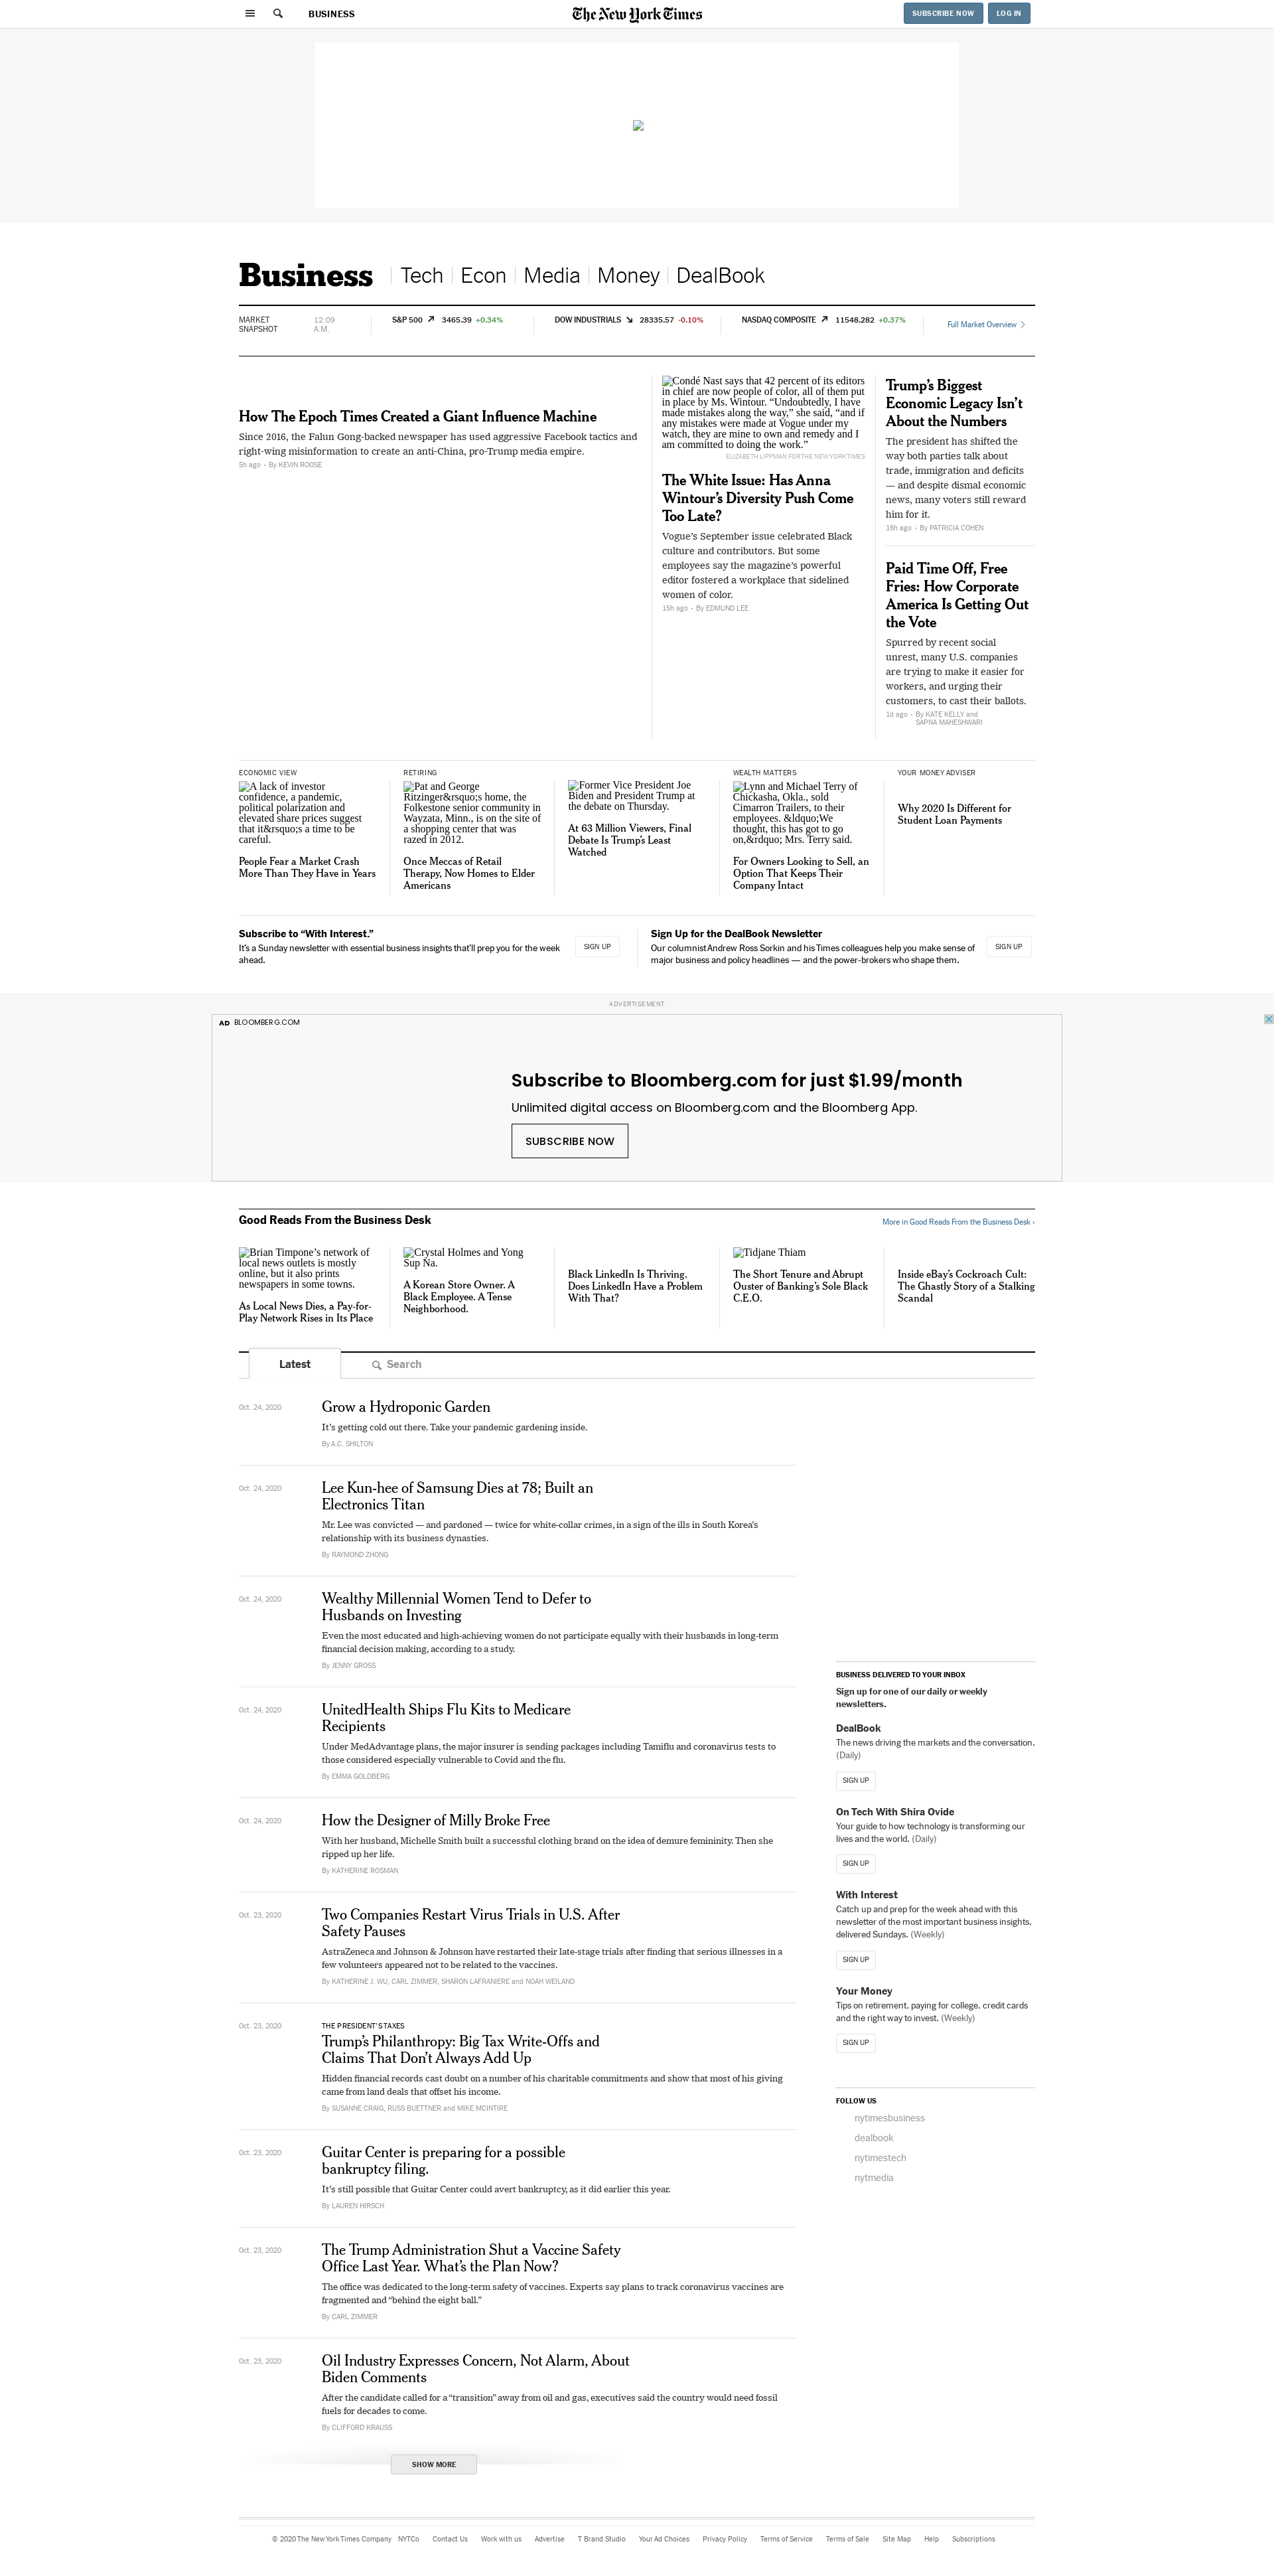 BUSINESS
The New York Times
SUBSCRIBE NOW
LOG IN
Business
Tech
Econ
Media
Money
DealBook
MARKET
SNAPSHOT
12:09
A.M.
S&P 500 3465.39 +0.34%
DOW INDUSTRIALS 28335.57 -0.10%
NASDAQ COMPOSITE 11548.282 +0.37%
Full Market Overview
How The Epoch Times Created a Giant Influence Machine
Since 2016, the Falun Gong-backed newspaper has used aggressive Facebook tactics and
right-wing misinformation to create an anti-China, pro-Trump media empire.
5h ago • By KEVIN ROOSE
Condé Nast says that 42 percent of its editors
in chief are now people of color, all of them put
in place by Ms. Wintour. “Undoubtedly, I have
made mistakes along the way,” she said, “and if
any mistakes were made at Vogue under my
watch, they are mine to own and remedy and I
am committed to doing the work.”
ELIZABETH LIPPMAN FOR THE NEW YORK TIMES
The White Issue: Has Anna
Wintour’s Diversity Push Come
Too Late?
Vogue’s September issue celebrated Black
culture and contributors. But some
employees say the magazine’s powerful
editor fostered a workplace that sidelined
women of color.
15h ago • By EDMUND LEE
Trump’s Biggest
Economic Legacy Isn’t
About the Numbers
The president has shifted the
way both parties talk about
trade, immigration and deficits
— and despite dismal economic
news, many voters still reward
him for it.
16h ago • By PATRICIA COHEN
Paid Time Off, Free
Fries: How Corporate
America Is Getting Out
the Vote
Spurred by recent social
unrest, many U.S. companies
are trying to make it easier for
workers, and urging their
customers, to cast their ballots.
1d ago • By KATE KELLY and
SAPNA MAHESHWARI
ECONOMIC VIEW
A lack of investor
confidence, a pandemic,
political polarization and
elevated share prices suggest
that it&rsquo;s a time to be
careful.
People Fear a Market Crash
More Than They Have in Years
RETIRING
Pat and George
Ritzinger&rsquo;s home, the
Folkestone senior community in
Wayzata, Minn., is on the site of
a shopping center that was
razed in 2012.
Once Meccas of Retail
Therapy, Now Homes to Elder
Americans
Former Vice President Joe
Biden and President Trump at
the debate on Thursday.
At 63 Million Viewers, Final
Debate Is Trump’s Least
Watched
WEALTH MATTERS
Lynn and Michael Terry of
Chickasha, Okla., sold
Cimarron Trailers, to their
employees. &ldquo;We
thought, this has got to go
on,&rdquo; Mrs. Terry said.
For Owners Looking to Sell, an
Option That Keeps Their
Company Intact
YOUR MONEY ADVISER
Why 2020 Is Different for
Student Loan Payments
Subscribe to “With Interest.”
It’s a Sunday newsletter with essential business insights that’ll prep you for the week
ahead.
SIGN UP
Sign Up for the DealBook Newsletter
Our columnist Andrew Ross Sorkin and his Times colleagues help you make sense of
major business and policy headlines — and the power-brokers who shape them.
SIGN UP
ADVERTISEMENT
AD BLOOMBERG.COM
Subscribe to Bloomberg.com for just $1.99/month
Unlimited digital access on Bloomberg.com and the Bloomberg App.
SUBSCRIBE NOW
Good Reads From the Business Desk
More in Good Reads From the Business Desk ›
Brian Timpone’s network of
local news outlets is mostly
online, but it also prints
newspapers in some towns.
As Local News Dies, a Pay-for-
Play Network Rises in Its Place
Crystal Holmes and Yong
Sup Na.
A Korean Store Owner. A
Black Employee. A Tense
Neighborhood.
Black LinkedIn Is Thriving.
Does LinkedIn Have a Problem
With That?
Tidjane Thiam
The Short Tenure and Abrupt
Ouster of Banking’s Sole Black
C.E.O.
Inside eBay’s Cockroach Cult:
The Ghastly Story of a Stalking
Scandal
Latest
Search
Oct. 24, 2020
Grow a Hydroponic Garden
It’s getting cold out there. Take your pandemic gardening inside.
By A.C. SHILTON
Oct. 24, 2020
Lee Kun-hee of Samsung Dies at 78; Built an
Electronics Titan
Mr. Lee was convicted — and pardoned — twice for white-collar crimes, in a sign of the ills in South Korea’s
relationship with its business dynasties.
By RAYMOND ZHONG
Oct. 24, 2020
Wealthy Millennial Women Tend to Defer to
Husbands on Investing
Even the most educated and high-achieving women do not participate equally with their husbands in long-term
financial decision making, according to a study.
By JENNY GROSS
Oct. 24, 2020
UnitedHealth Ships Flu Kits to Medicare
Recipients
Under MedAdvantage plans, the major insurer is sending packages including Tamiflu and coronavirus tests to
those considered especially vulnerable to Covid and the flu.
By EMMA GOLDBERG
Oct. 24, 2020
How the Designer of Milly Broke Free
With her husband, Michelle Smith built a successful clothing brand on the idea of demure femininity. Then she
ripped up her life.
By KATHERINE ROSMAN
Oct. 23, 2020
Two Companies Restart Virus Trials in U.S. After
Safety Pauses
AstraZeneca and Johnson & Johnson have restarted their late-stage trials after finding that serious illnesses in a
few volunteers appeared not to be related to the vaccines.
By KATHERINE J. WU, CARL ZIMMER, SHARON LAFRANIERE and NOAH WEILAND
Oct. 23, 2020
THE PRESIDENT’S TAXES
Trump’s Philanthropy: Big Tax Write-Offs and
Claims That Don’t Always Add Up
Hidden financial records cast doubt on a number of his charitable commitments and show that most of his giving
came from land deals that offset his income.
By SUSANNE CRAIG, RUSS BUETTNER and MIKE MCINTIRE
Oct. 23, 2020
Guitar Center is preparing for a possible
bankruptcy filing.
It’s still possible that Guitar Center could avert bankruptcy, as it did earlier this year.
By LAUREN HIRSCH
Oct. 23, 2020
The Trump Administration Shut a Vaccine Safety
Office Last Year. What’s the Plan Now?
The office was dedicated to the long-term safety of vaccines. Experts say plans to track coronavirus vaccines are
fragmented and “behind the eight ball.”
By CARL ZIMMER
Oct. 23, 2020
Oil Industry Expresses Concern, Not Alarm, About
Biden Comments
After the candidate called for a “transition” away from oil and gas, executives said the country would need fossil
fuels for decades to come.
By CLIFFORD KRAUSS
SHOW MORE
BUSINESS DELIVERED TO YOUR INBOX
Sign up for one of our daily or weekly
newsletters.
DealBook
The news driving the markets and the conversation.
(Daily)
SIGN UP
On Tech With Shira Ovide
Your guide to how technology is transforming our
lives and the world. (Daily)
SIGN UP
With Interest
Catch up and prep for the week ahead with this
newsletter of the most important business insights,
delivered Sundays. (Weekly)
SIGN UP
Your Money
Tips on retirement, paying for college, credit cards
and the right way to invest. (Weekly)
SIGN UP
FOLLOW US
nytimesbusiness
dealbook
nytimestech
nytmedia
© 2020 The New York Times Company NYTCo Contact Us Work with us Advertise T Brand Studio Your Ad Choices Privacy Policy Terms of Service Terms of Sale Site Map Help Subscriptions